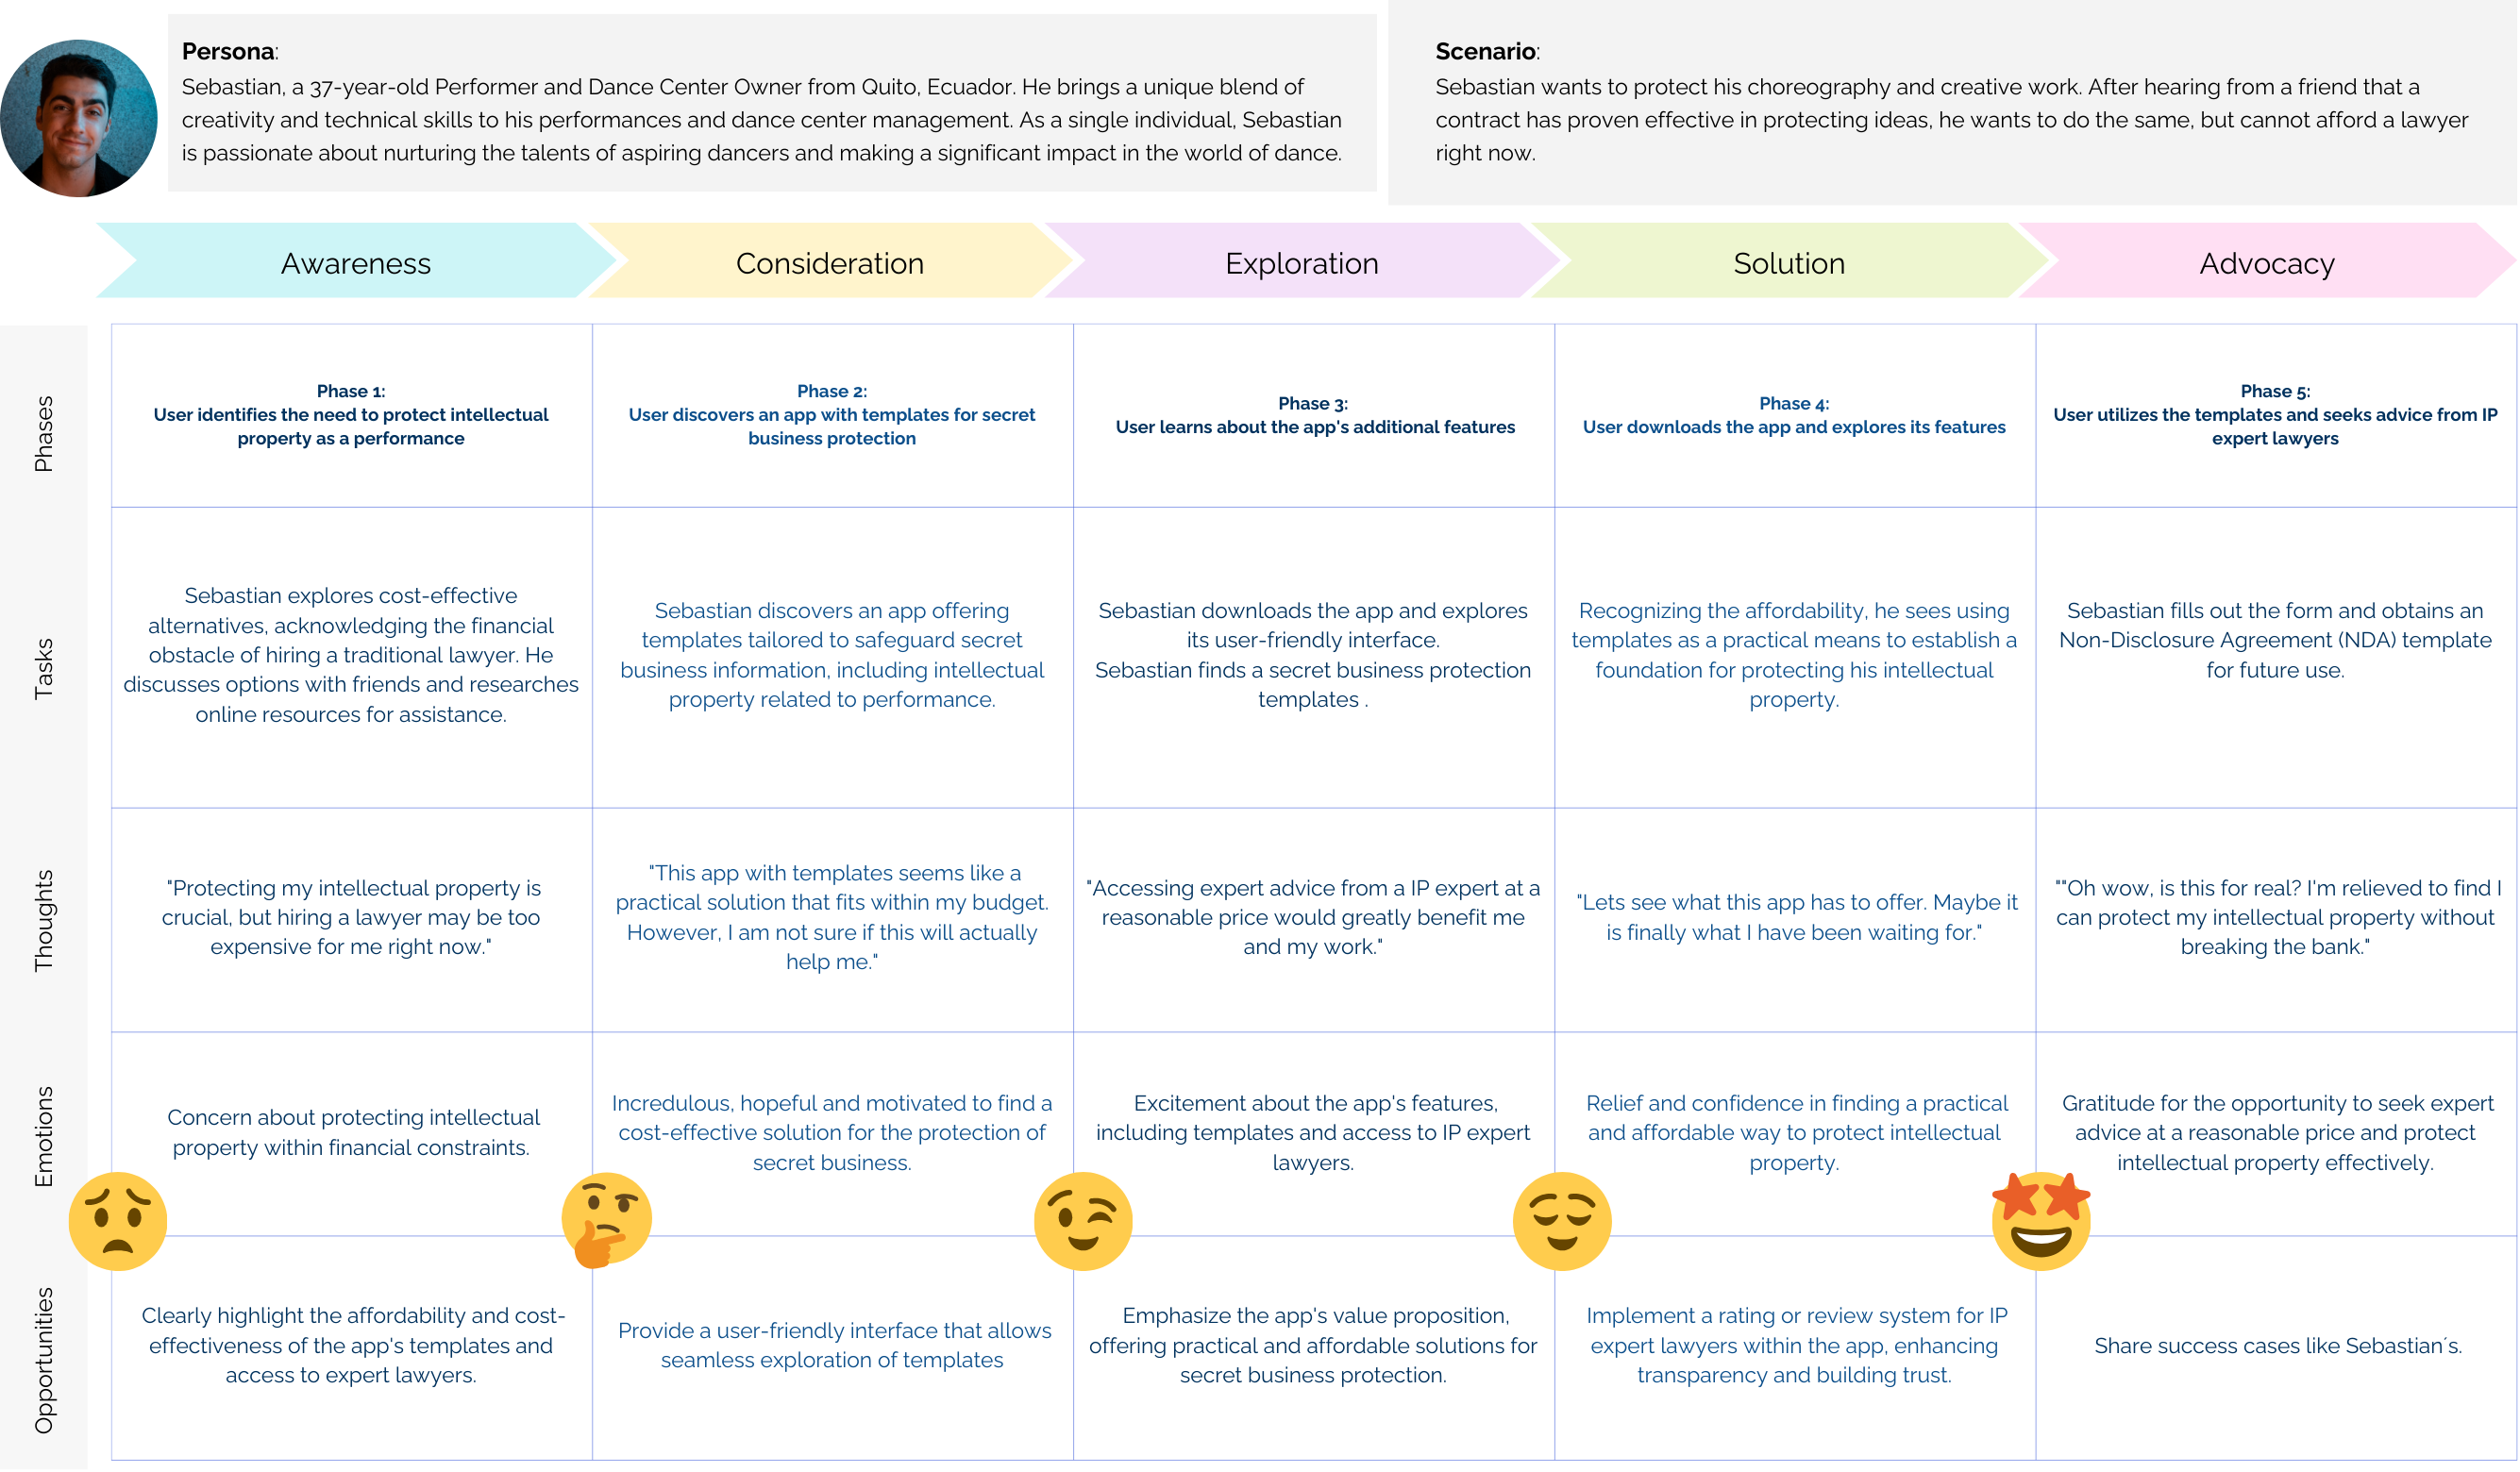 Persona:
Sebastian, a 37-year-old Performer and Dance Center Owner from Quito, Ecuador. He brings a unique blend of
creativity and technical skills to his performances and dance center management. As a single individual, Sebastian
is passionate about nurturing the talents of aspiring dancers and making a significant impact in the world of dance.
Scenario:
Sebastian wants to protect his choreography and creative work. After hearing from a friend that a
contract has proven effective in protecting ideas, he wants to do the same, but cannot afford a lawyer
right now.
Awareness
Consideration
Exploration
Solution
Advocacy
Phases
Phase 1:
User identifies the need to protect intellectual
property as a performance
Phase 2:
User discovers an app with templates for secret
business protection
Phase 3:
User learns about the app's additional features
Phase 4:
User downloads the app and explores its features
Phase 5:
User utilizes the templates and seeks advice from IP
expert lawyers
Tasks
Sebastian explores cost-effective
alternatives, acknowledging the financial
obstacle of hiring a traditional lawyer. He
discusses options with friends and researches
online resources for assistance.
Sebastian discovers an app offering
templates tailored to safeguard secret
business information, including intellectual
property related to performance.
Sebastian downloads the app and explores
its user-friendly interface.
Sebastian finds a secret business protection
templates .
Recognizing the affordability, he sees using
templates as a practical means to establish a
foundation for protecting his intellectual
property.
Sebastian fills out the form and obtains an
Non-Disclosure Agreement (NDA) template
for future use.
Thoughts
"Protecting my intellectual property is
crucial, but hiring a lawyer may be too
expensive for me right now."
"This app with templates seems like a
practical solution that fits within my budget.
However, I am not sure if this will actually
help me."
"Accessing expert advice from a IP expert at a
reasonable price would greatly benefit me
and my work."
"Lets see what this app has to offer. Maybe it
is finally what I have been waiting for."
""Oh wow, is this for real? I'm relieved to find I
can protect my intellectual property without
breaking the bank."
Emotions
Concern about protecting intellectual
property within financial constraints.
Incredulous, hopeful and motivated to find a
cost-effective solution for the protection of
secret business.
Excitement about the app's features,
including templates and access to IP expert
lawyers.
Relief and confidence in finding a practical
and affordable way to protect intellectual
property.
Gratitude for the opportunity to seek expert
advice at a reasonable price and protect
intellectual property effectively.
Opportunities
Clearly highlight the affordability and cost-
effectiveness of the app's templates and
access to expert lawyers.
Provide a user-friendly interface that allows
seamless exploration of templates
Emphasize the app's value proposition,
offering practical and affordable solutions for
secret business protection.
Implement a rating or review system for IP
expert lawyers within the app, enhancing
transparency and building trust.
Share success cases like Sebastian´s.